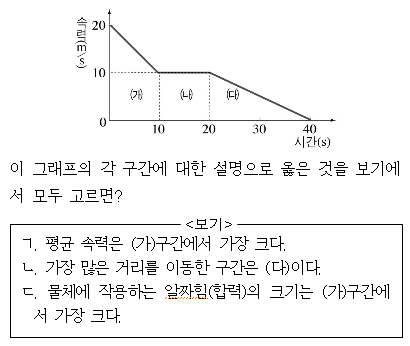 속력(m/s)
20
10
0
(가)
(나)
(다)
10
20
30
40
시간(s)
이 그래프의 각 구간에 대한 설명으로 옳은 것을 보기에
서 모두 고르면?
<보기>
ㄱ. 평균 속력은 (가)구간에서 가장 크다.
ㄴ. 가장 많은 거리를 이동한 구간은 (다)이다.
ㄷ. 물체에 작용하는 알짜힘(합력)의 크기는 (가)구간에
서 가장 크다.